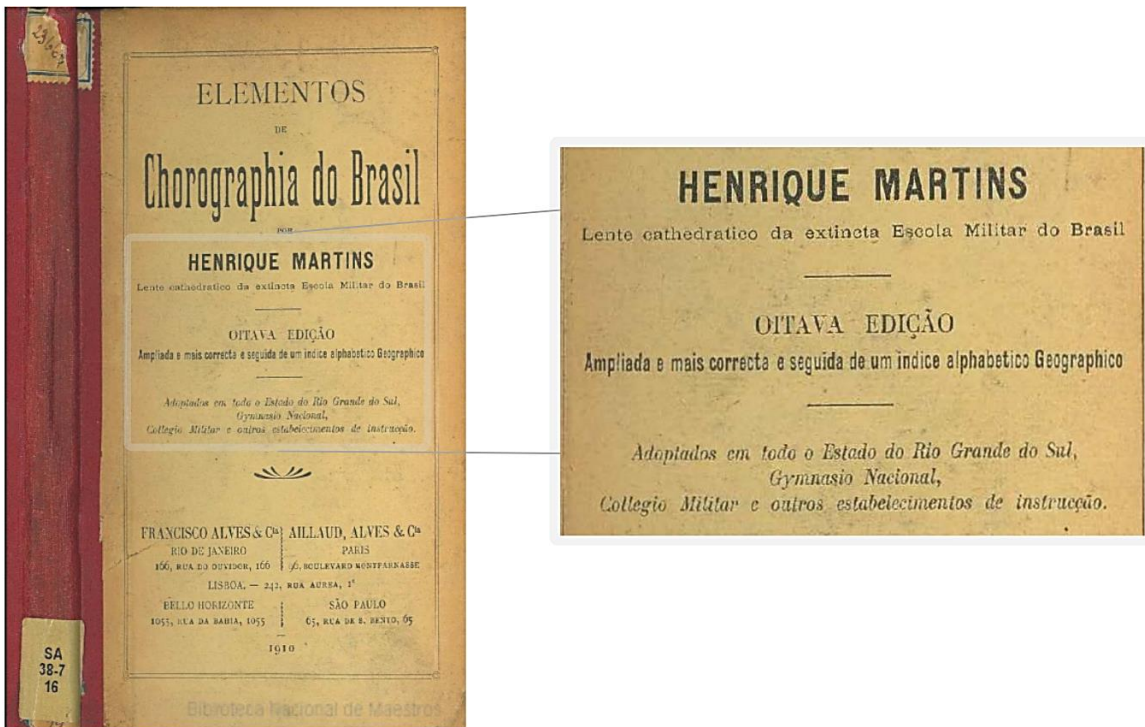 23667
ELEMENTOS
DE
Chorographia do Brasil
POR
HENRIQUE MARTINS
Lente cathedratico da extincta Escola Militar do Brasil
OITAVA EDIÇÃO
Ampliada e mais correcta e seguida de um indice alphabetico Geographico
Adoptados em todo o Estado do Rio Grande do Sul,
Gymnasio Nacional,
Collegio Militar e outros estabelecimentos de instrucção.
FRANCISCO ALVES & Cia
RIO DE JANEIRO
166, RUA DO OUVIDOR, 166
AILLAUD, ALVES & Cia
PARIS
96, BOULEVARD MONTPARNASSE
LISBOA. — 242, RUA AUREA, 1º
BELLO HORIZONTE
1055, RUA DA BAHIA, 1055
SÃO PAULO
65, RUA DE S. BENTO, 65
1910
SA
38-7
16
Biblioteca Nacional de Maestros
HENRIQUE MARTINS
Lente cathedratico da extincta Escola Militar do Brasil
OITAVA EDIÇÃO
Ampliada e mais correcta e seguida de um indice alphabetico Geographico
Adoptados em todo o Estado do Rio Grande do Sul,
Gymnasio Nacional,
Collegio Militar e outros estabelecimentos de instrucção.